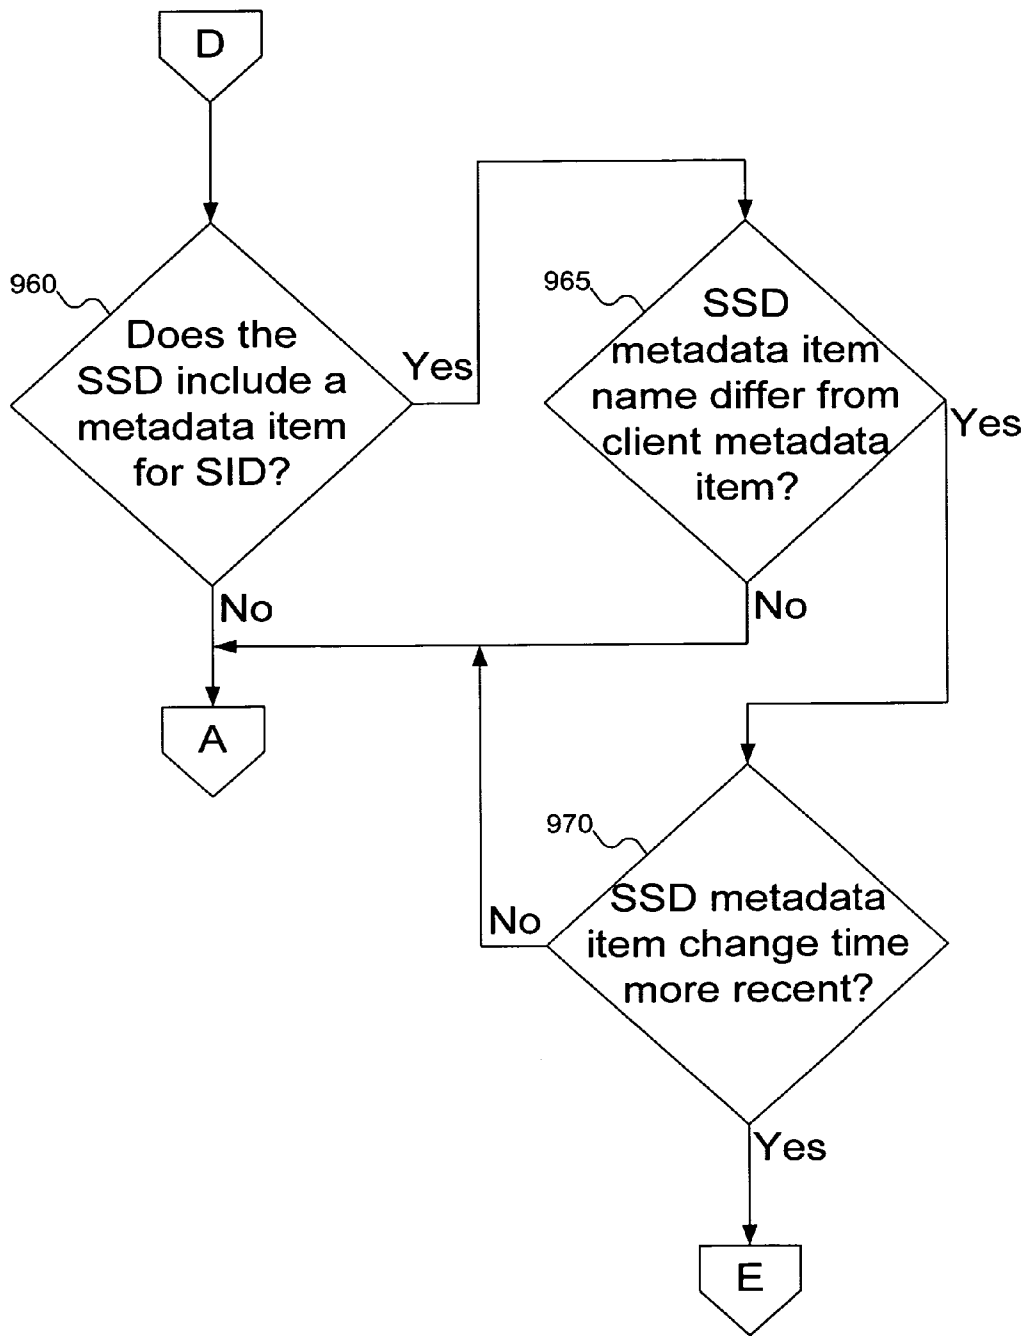 D
960
Does the
SSD include a
metadata item
for SID?
Yes
No
965
SSD
metadata item
name differ from
client metadata
item?
Yes
No
A
970
SSD metadata
item change time
more recent?
No
Yes
E